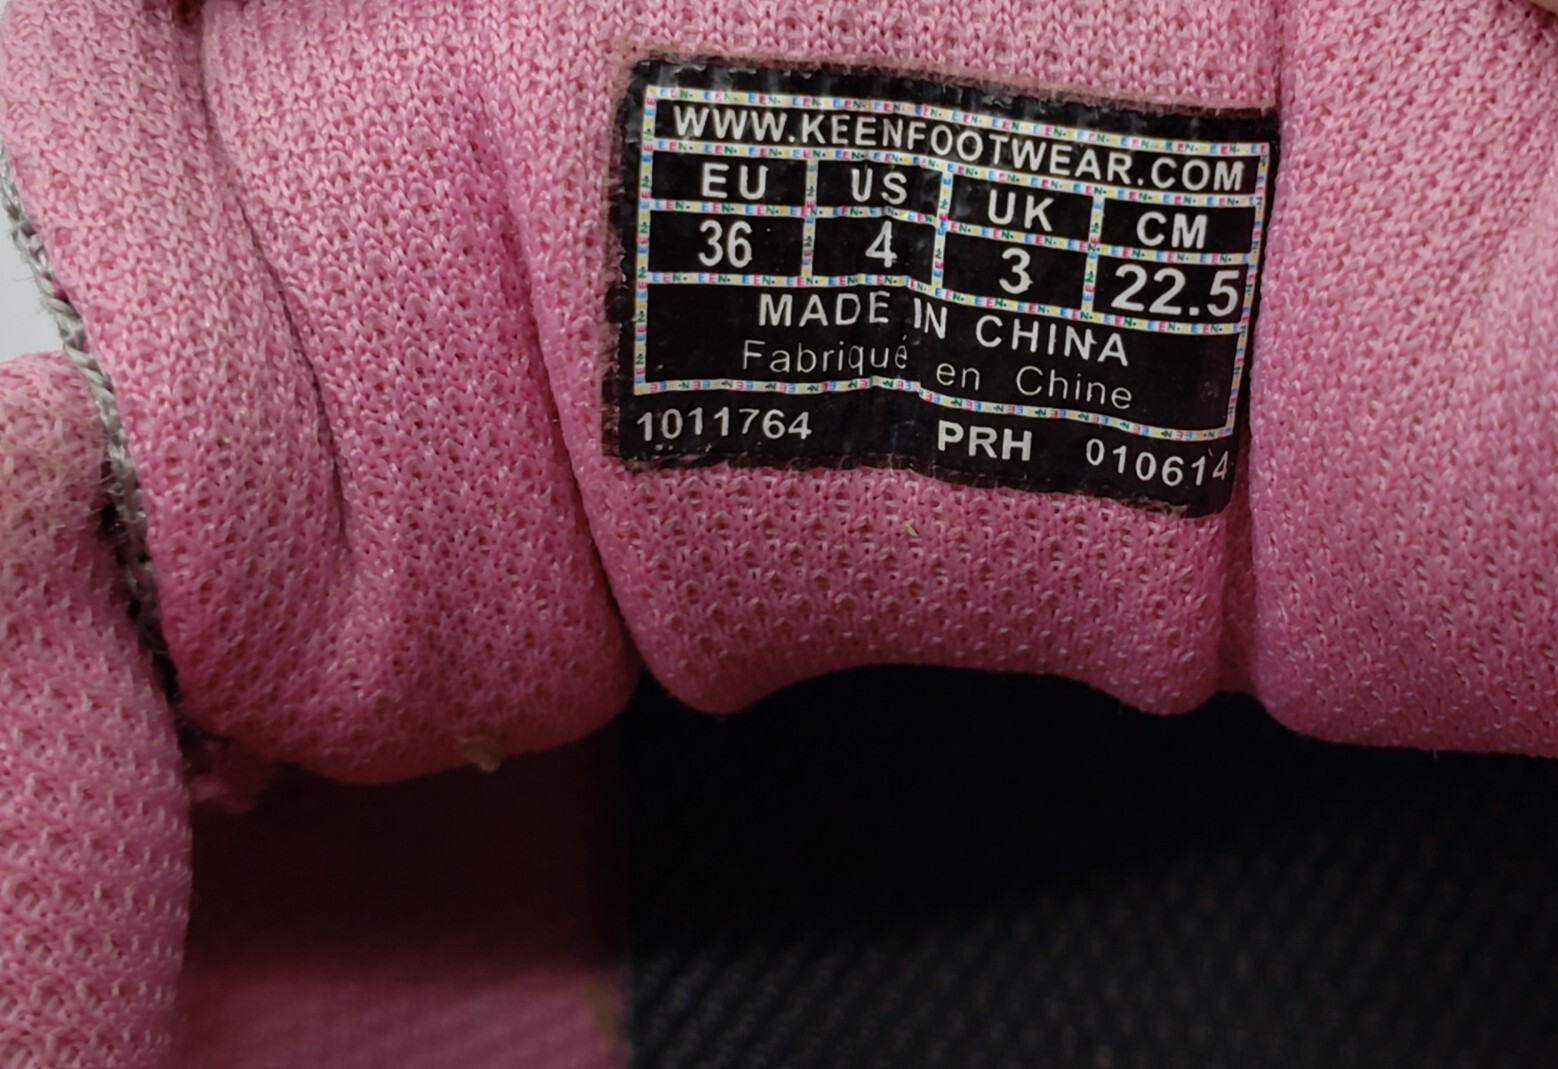 WWW.KEENFOOTWEAR.COM
EU US UK CM
36 4 3 22.5
MADE IN CHINA
Fabriqué en Chine
1011764 PRH 010614